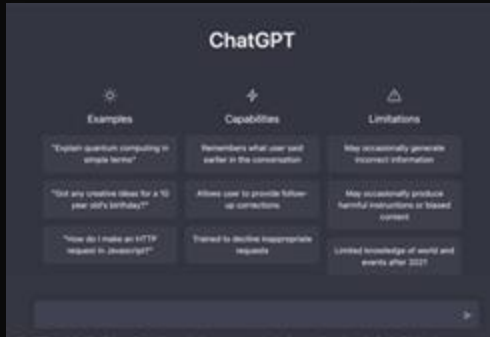 ChatGPT
Examples
"Explain quantum computing in
simple terms"
"Got any creative ideas for a 10
year old's birthday?"
"How do I make an HTTP
request in Javascript?"
Capabilities
Remembers what user said
earlier in the conversation
Allows user to provide follow-
up corrections
Trained to decline inappropriate
requests
Limitations
May occasionally generate
incorrect information
May occasionally produce
harmful instructions or biased
content
Limited knowledge of world and
events after 2021